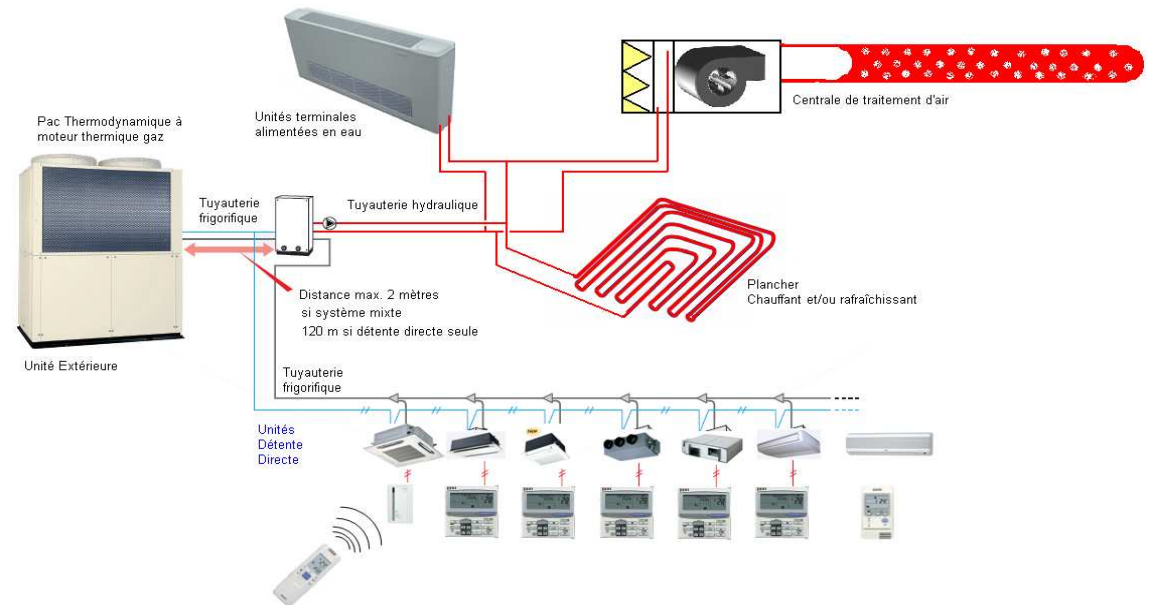 Pac Thermodynamique à
moteur thermique gaz
Unités terminales
alimentées en eau
Centrale de traitement d'air
Tuyauterie
frigorifique
Tuyauterie hydraulique
Distance max. 2 mètres
si système mixte
120 m si détente directe seule
Plancher
Chauffant et/ou rafraîchissant
Unité Extérieure
Tuyauterie
frigorifique
Unités
Détente
Directe